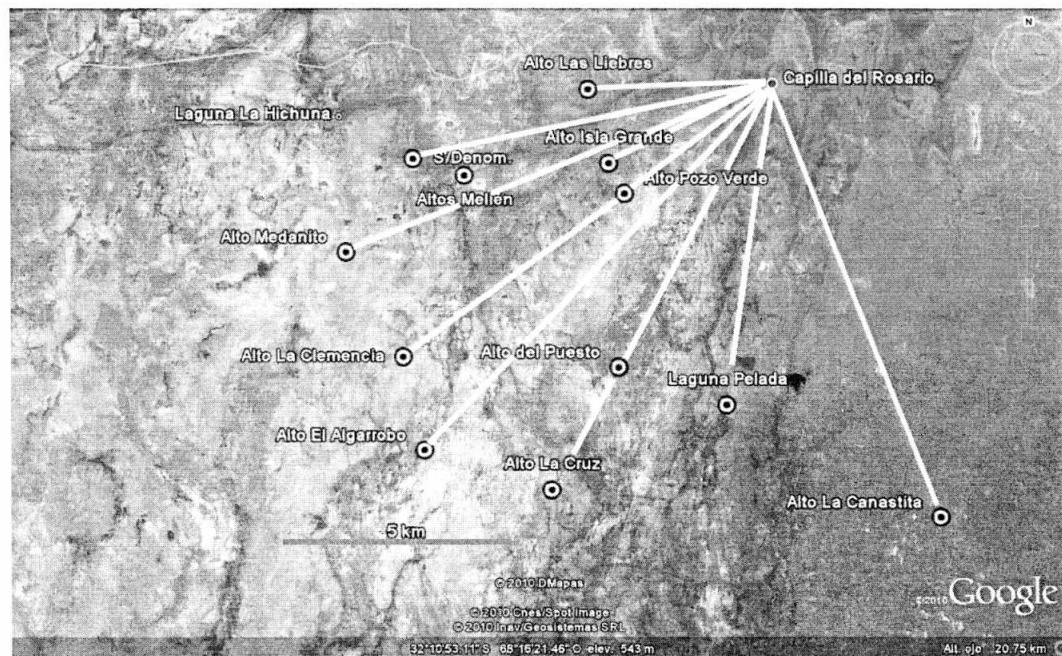 N
Alto Las Liebres
Capilla del Rosario
Laguna La Hichuna
Alto Isla Grande
S/Denom.
Alto Pozo Verde
Altos Mellen
Alto Medanito
Alto La Clemencia
Alto del Puesto
Laguna Pelada
Alto El Algarrobo
Alto La Cruz
Alto La Canastita
5 km
© 2010 DMapas
© 2010 Cnes/Spot Image
© 2010 Inav/Geosistemas SRL
©2010 Google
32°10'53.11" S 68°16'21.46" O elev. 543 m
Alt. ojo 20.75 km